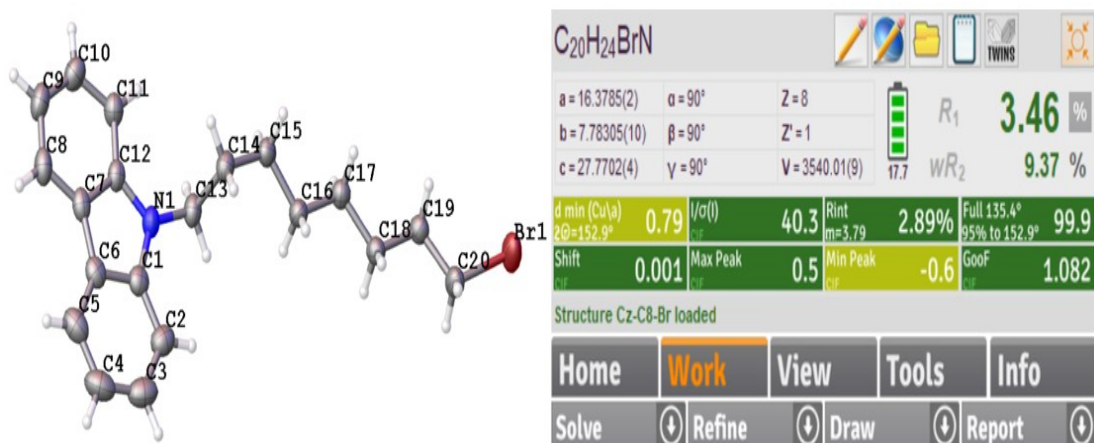 C10
C9
C11
C8
C12
C7
N1
C13
C14
C15
C16
C17
C18
C19
C20
Br1
C6
C1
C5
C2
C4
C3
C20H24BrN
TWINS
a = 16.3785(2) α = 90° Z = 8
b = 7.78305(10) β = 90° Z' = 1
c = 27.7702(4) γ = 90° V = 3540.01(9)
17.7
R1 3.46 %
wR2 9.37 %
d min (Cu\a)
2Θ=152.9°
0.79
I/σ(I)
CIF
40.3
Rint
m=3.79
2.89%
Full 135.4°
95% to 152.9°
99.9
Shift
CIF
0.001
Max Peak
CIF
0.5
Min Peak
CIF
-0.6
GooF
CIF
1.082
Structure Cz-C8-Br loaded
Home Work View Tools Info
Solve Refine Draw Report